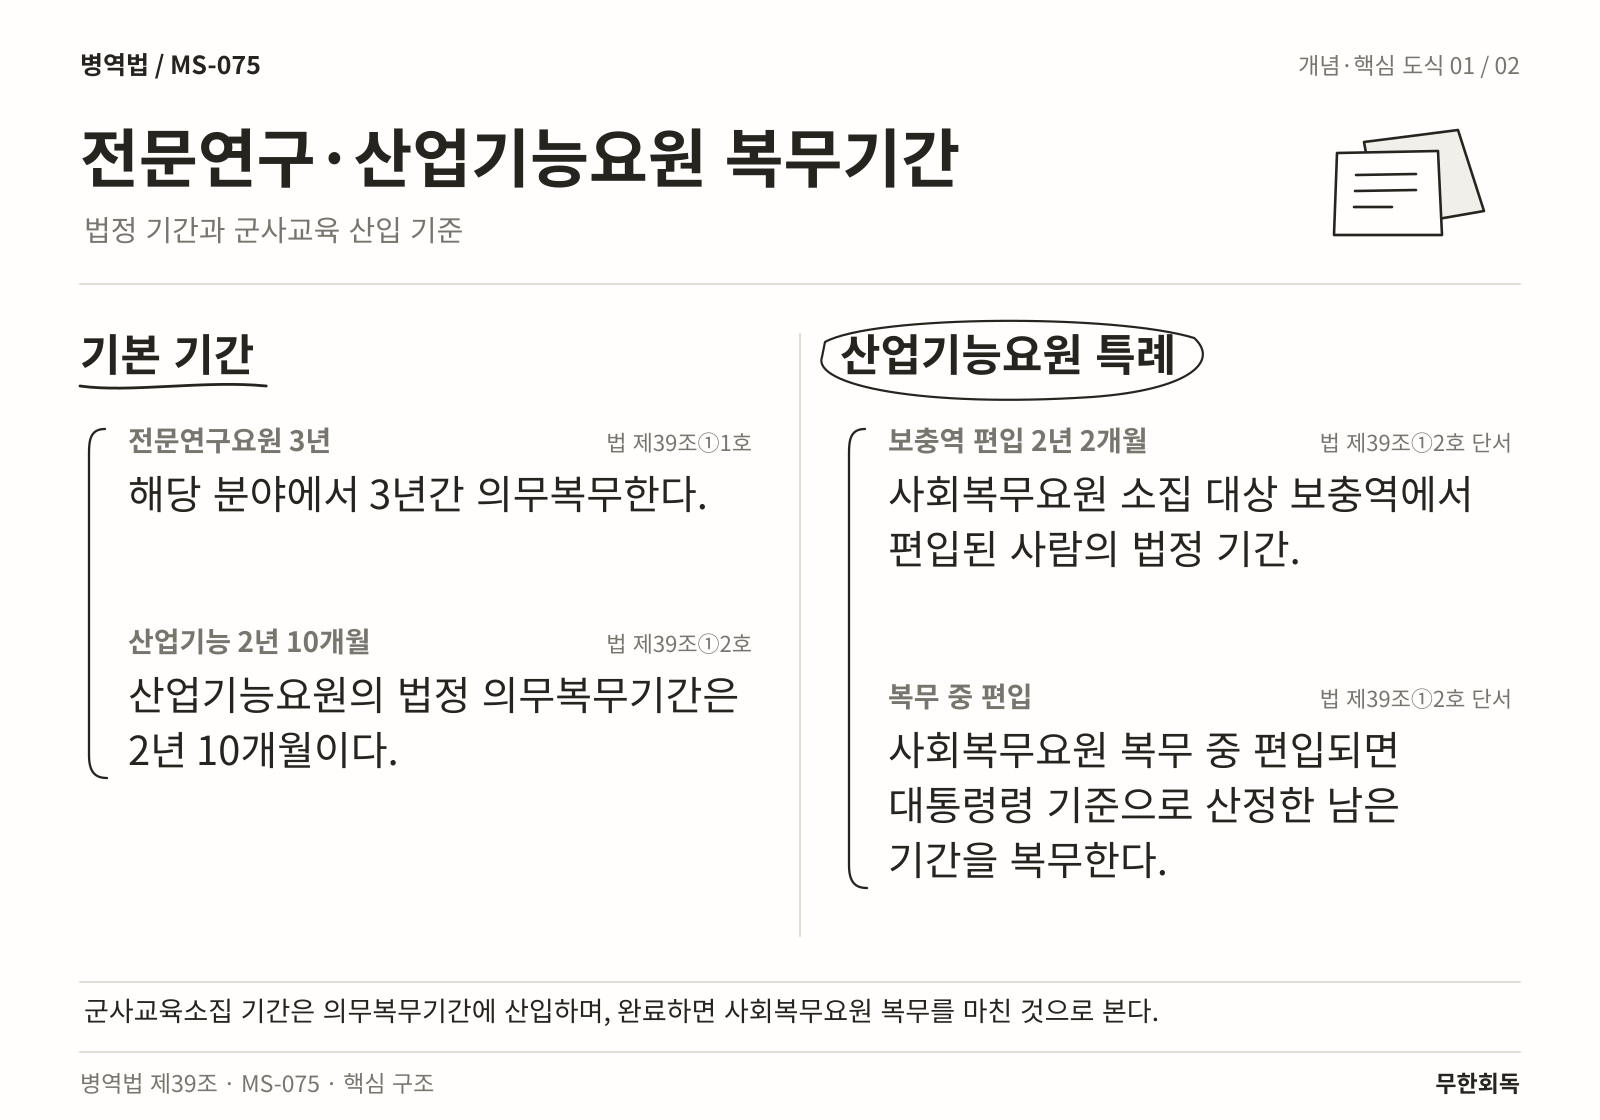 병역법 / MS-075
개념·핵심 도식 01 / 02
전문연구·산업기능요원 복무기간
법정 기간과 군사교육 산입 기준
기본 기간
전문연구요원 3년
법 제39조①1호
해당 분야에서 3년간 의무복무한다.
산업기능 2년 10개월
법 제39조①2호
산업기능요원의 법정 의무복무기간은
2년 10개월이다.
산업기능요원 특례
보충역 편입 2년 2개월
법 제39조①2호 단서
사회복무요원 소집 대상 보충역에서
편입된 사람의 법정 기간.
복무 중 편입
법 제39조①2호 단서
사회복무요원 복무 중 편입되면
대통령령 기준으로 산정한 남은
기간을 복무한다.
군사교육소집 기간은 의무복무기간에 산입하며, 완료하면 사회복무요원 복무를 마친 것으로 본다.
병역법 제39조 · MS-075 · 핵심 구조
무한회독